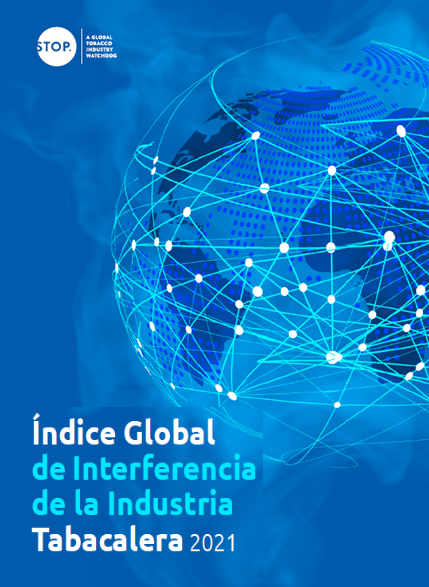 STOP.
A GLOBAL
TOBACCO
INDUSTRY
WATCHDOG
Índice Global
de Interferencia
de la Industria
Tabacalera 2021